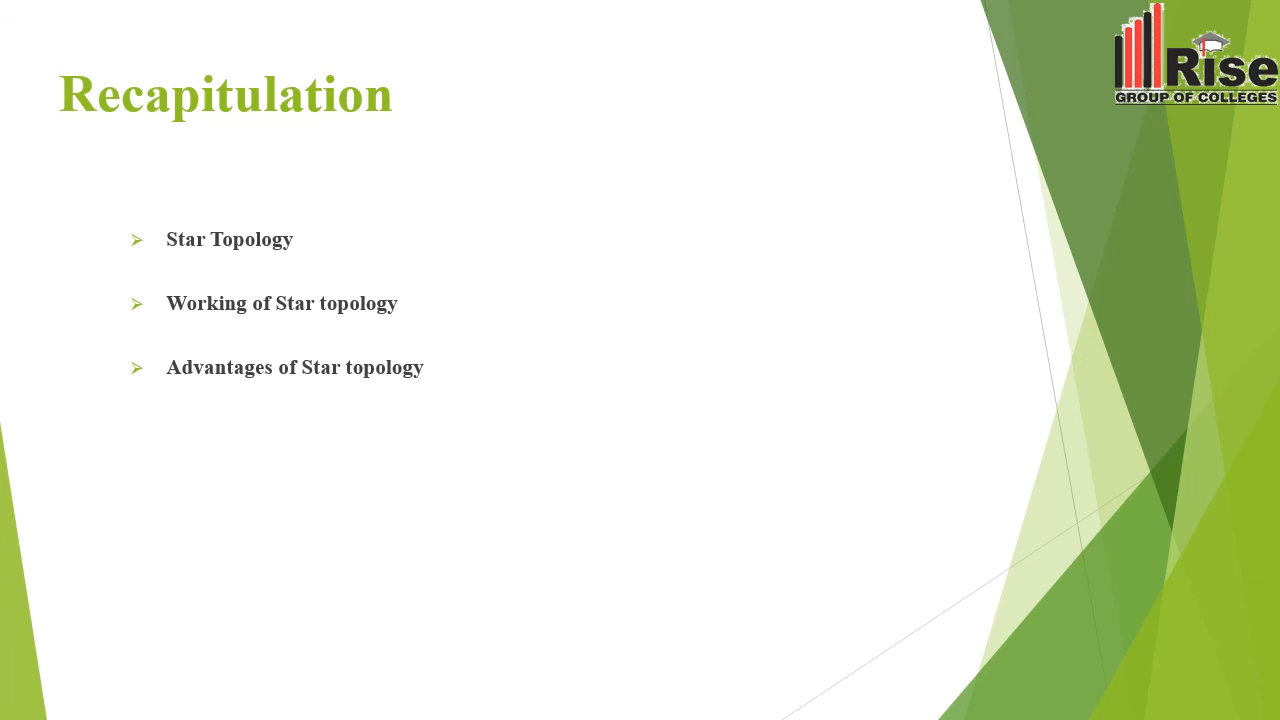 Rise
GROUP OF COLLEGES
Recapitulation
Star Topology
Working of Star topology
Advantages of Star topology